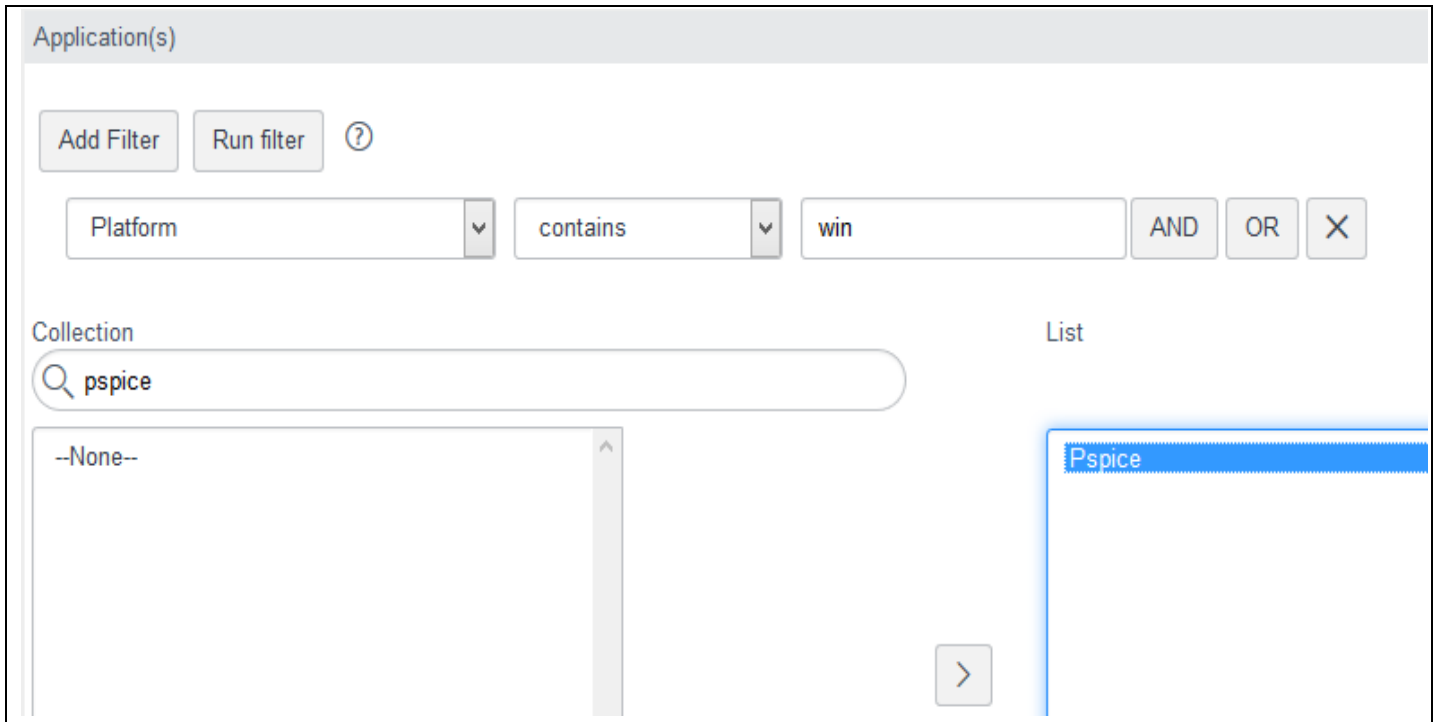 Application(s)
Add Filter Run filter ?
Platform contains win AND OR X
Collection List
pspice
--None-- Pspice
>